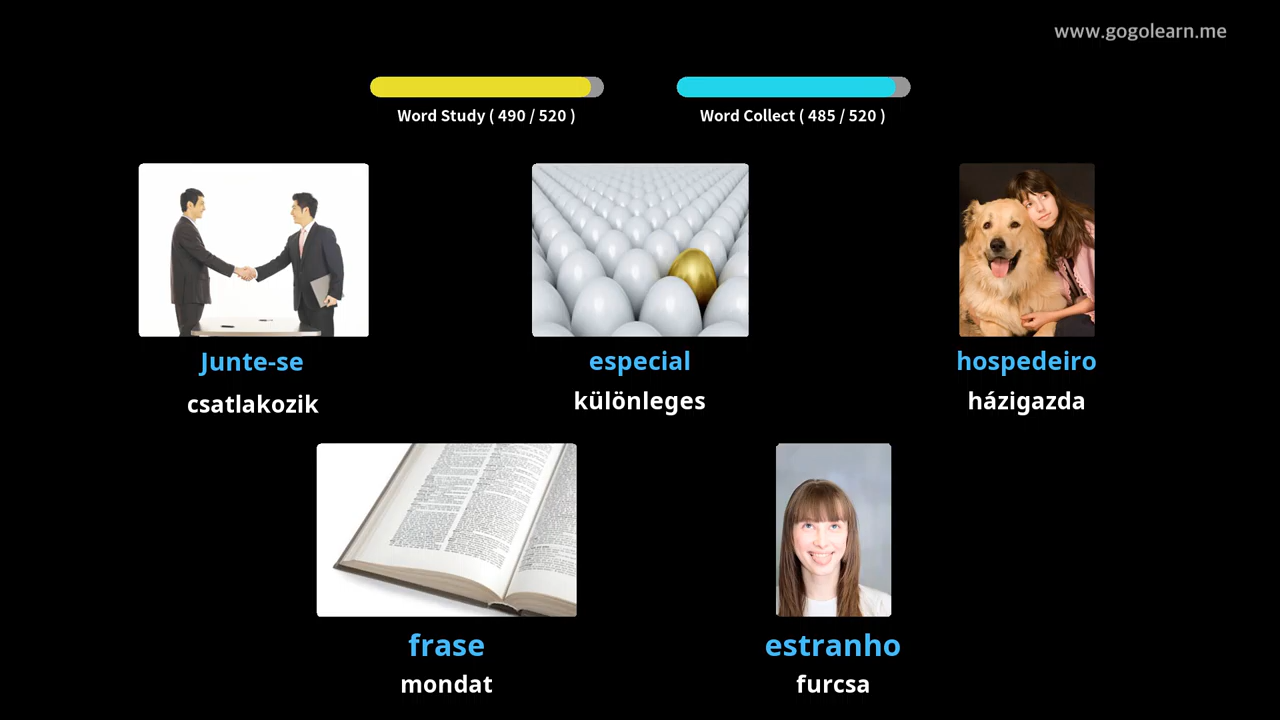 www.gogolearn.me
Word Study ( 490 / 520 )
Word Collect ( 485 / 520 )
Junte-se
csatlakozik
especial
különleges
hospedeiro
házigazda
frase
mondat
estranho
furcsa